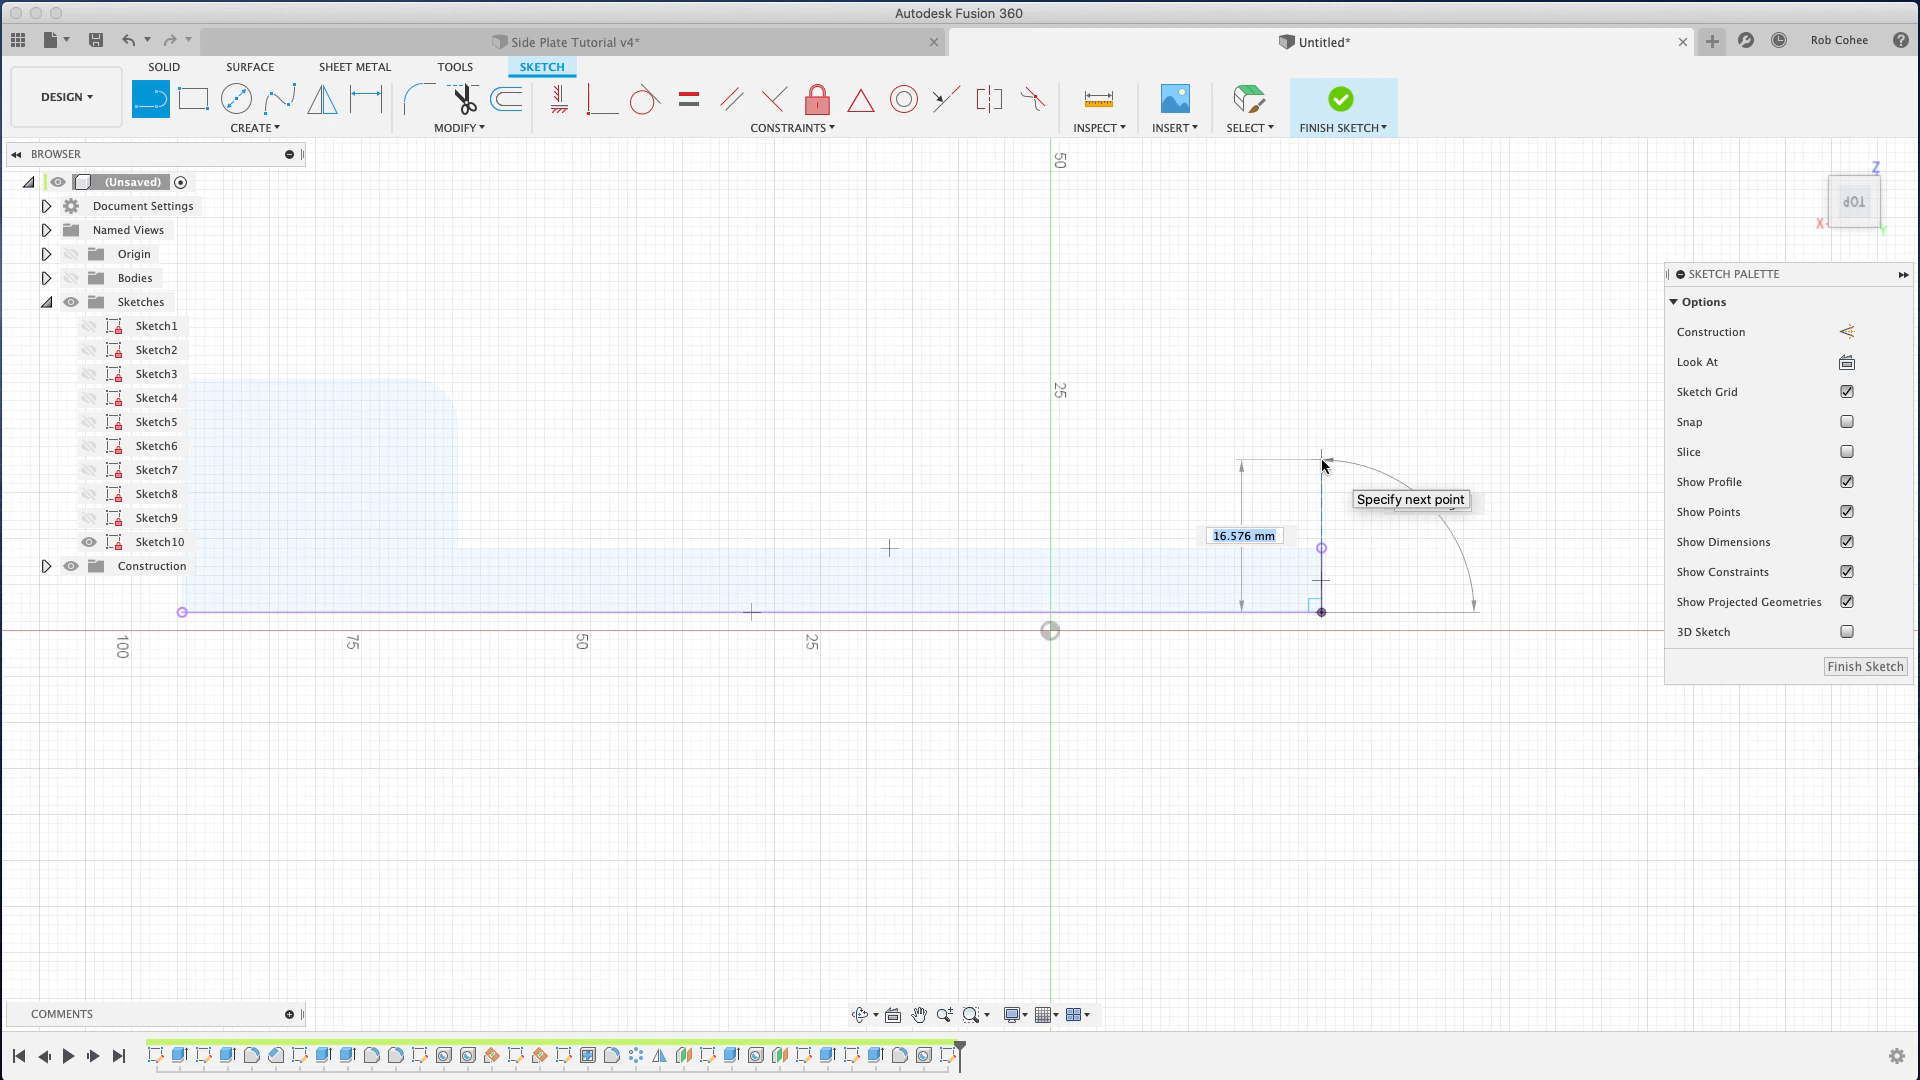 Autodesk Fusion 360
Side Plate Tutorial v4*
Untitled*
Rob Cohee
DESIGN
SOLID
SURFACE
SHEET METAL
TOOLS
SKETCH
CREATE
MODIFY
CONSTRAINTS
INSPECT
INSERT
SELECT
FINISH SKETCH
BROWSER
(Unsaved)
Document Settings
Named Views
Origin
Bodies
Sketches
Sketch1
Sketch2
Sketch3
Sketch4
Sketch5
Sketch6
Sketch7
Sketch8
Sketch9
Sketch10
Construction
50
25
100
75
50
25
16.576 mm
Specify next point
Z
TOP
X
Y
SKETCH PALETTE
Options
Construction
Look At
Sketch Grid
Snap
Slice
Show Profile
Show Points
Show Dimensions
Show Constraints
Show Projected Geometries
3D Sketch
Finish Sketch
COMMENTS